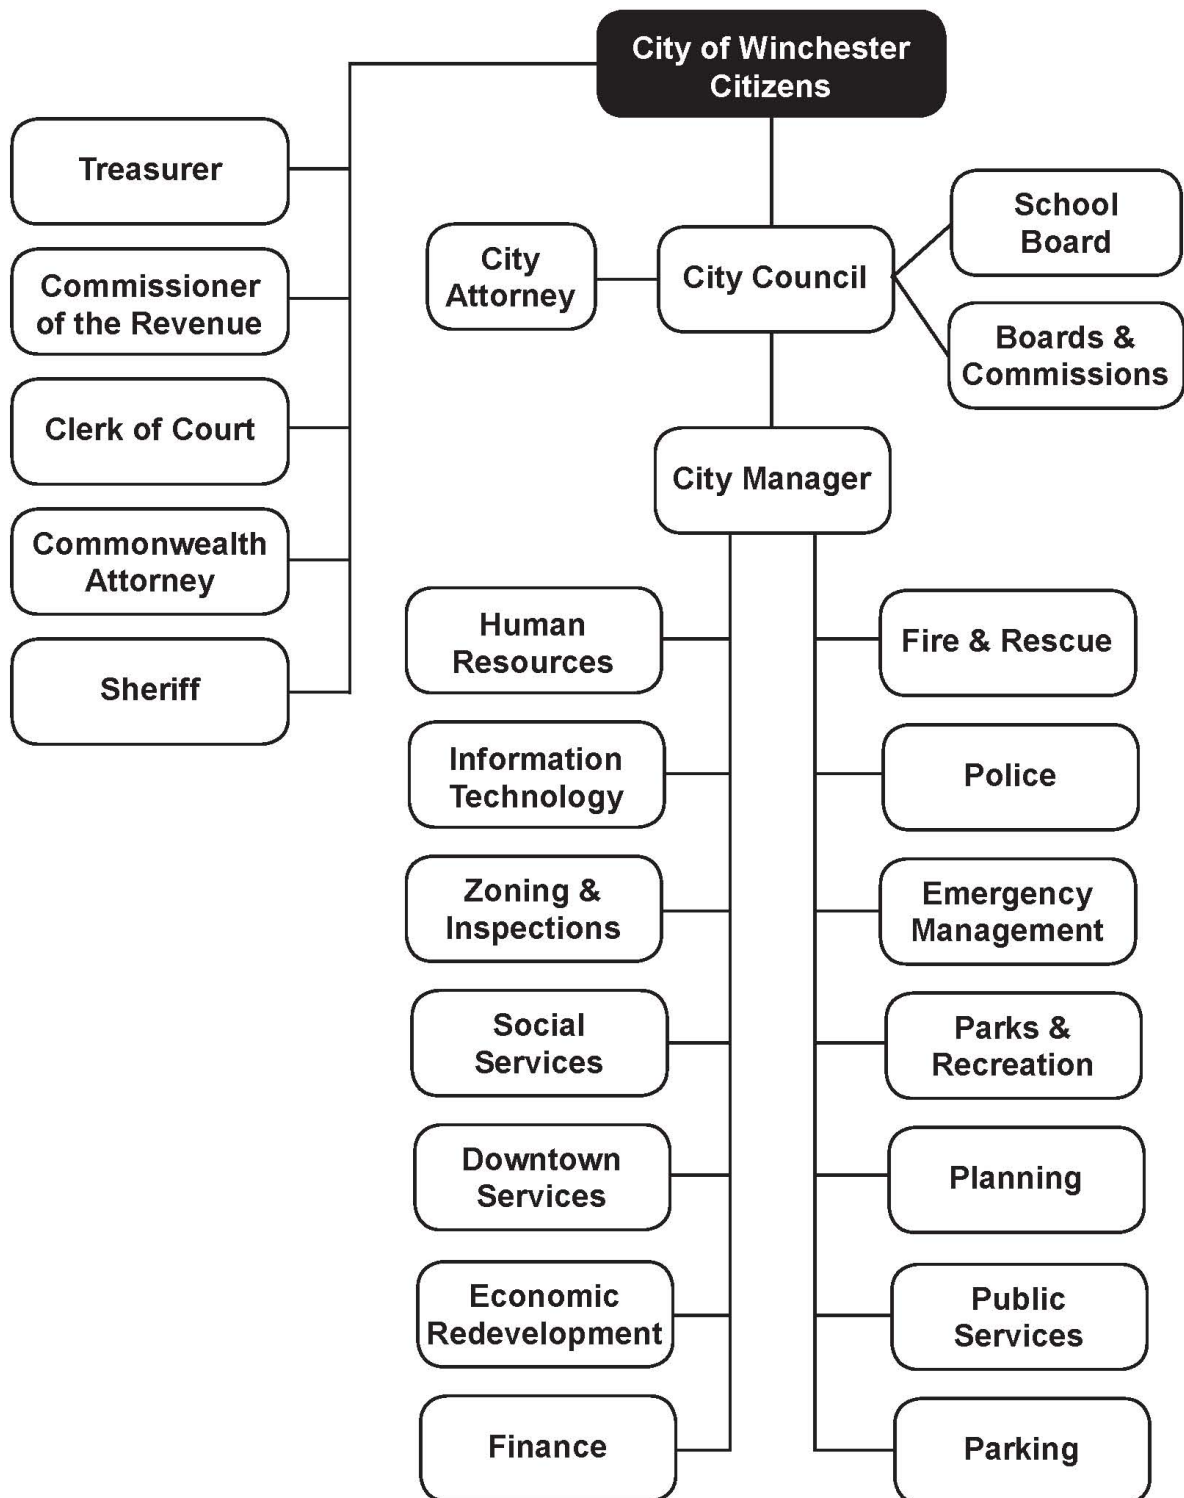 City of Winchester
Citizens
Treasurer
Commissioner
of the Revenue
Clerk of Court
Commonwealth
Attorney
Sheriff
City
Attorney
City Council
School
Board
Boards &
Commissions
City Manager
Human
Resources
Information
Technology
Zoning &
Inspections
Social
Services
Downtown
Services
Economic
Redevelopment
Finance
Fire & Rescue
Police
Emergency
Management
Parks &
Recreation
Planning
Public
Services
Parking